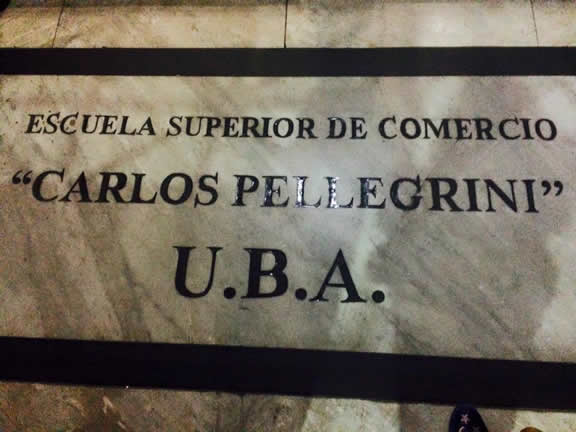 ESCUELA SUPERIOR DE COMERCIO
“CARLOS PELLEGRINI”
U.B.A.